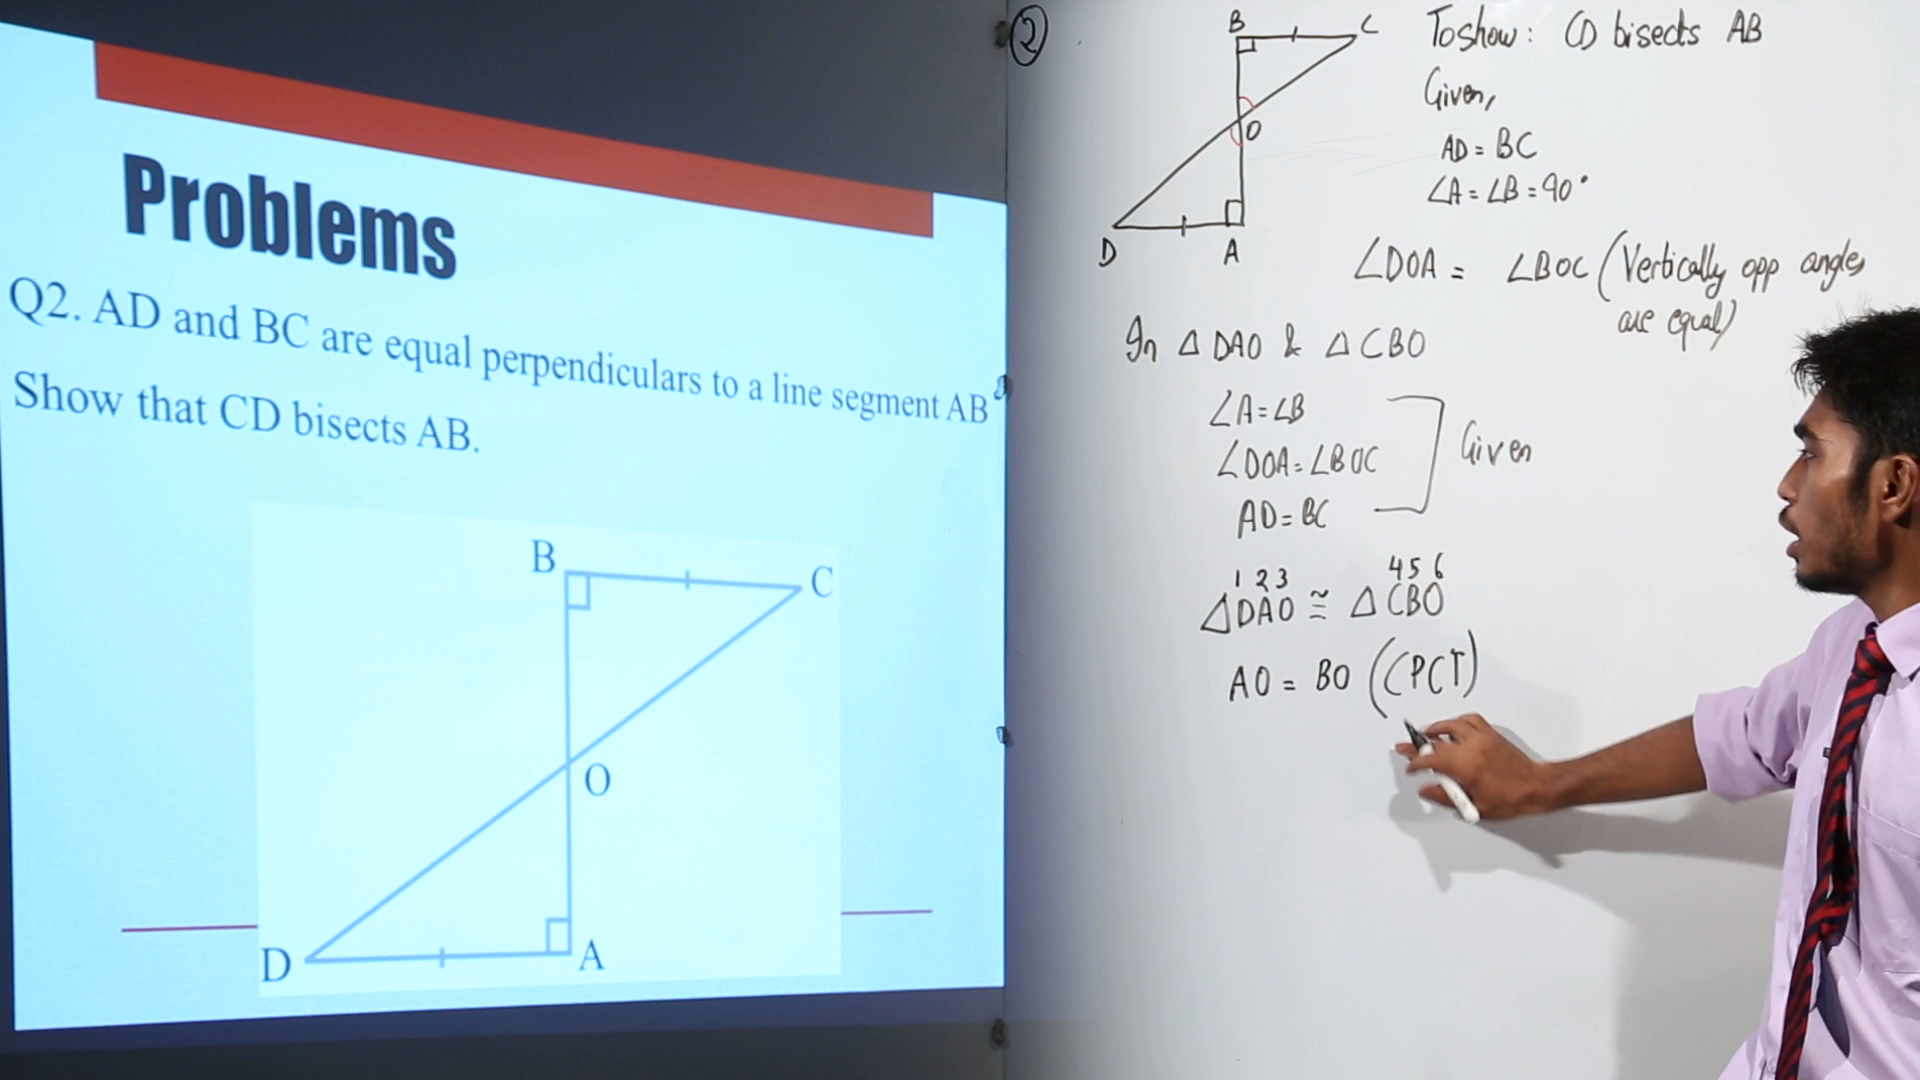 Problems
Q2. AD and BC are equal perpendiculars to a line segment AB
Show that CD bisects AB.
B
C
O
D
A
2
B
C
O
D
A
To show: CD bisects AB
Given,
AD = BC
∠A = ∠B = 90°
∠DOA = ∠BOC (Vertically opp angles
are equal)
In △ DAO & △ CBO
∠A = ∠B
∠DOA = ∠BOC
AD = BC
Given
1 2 3 4 5 6
△DAO ≅ △CBO
AO = BO (CPCT)